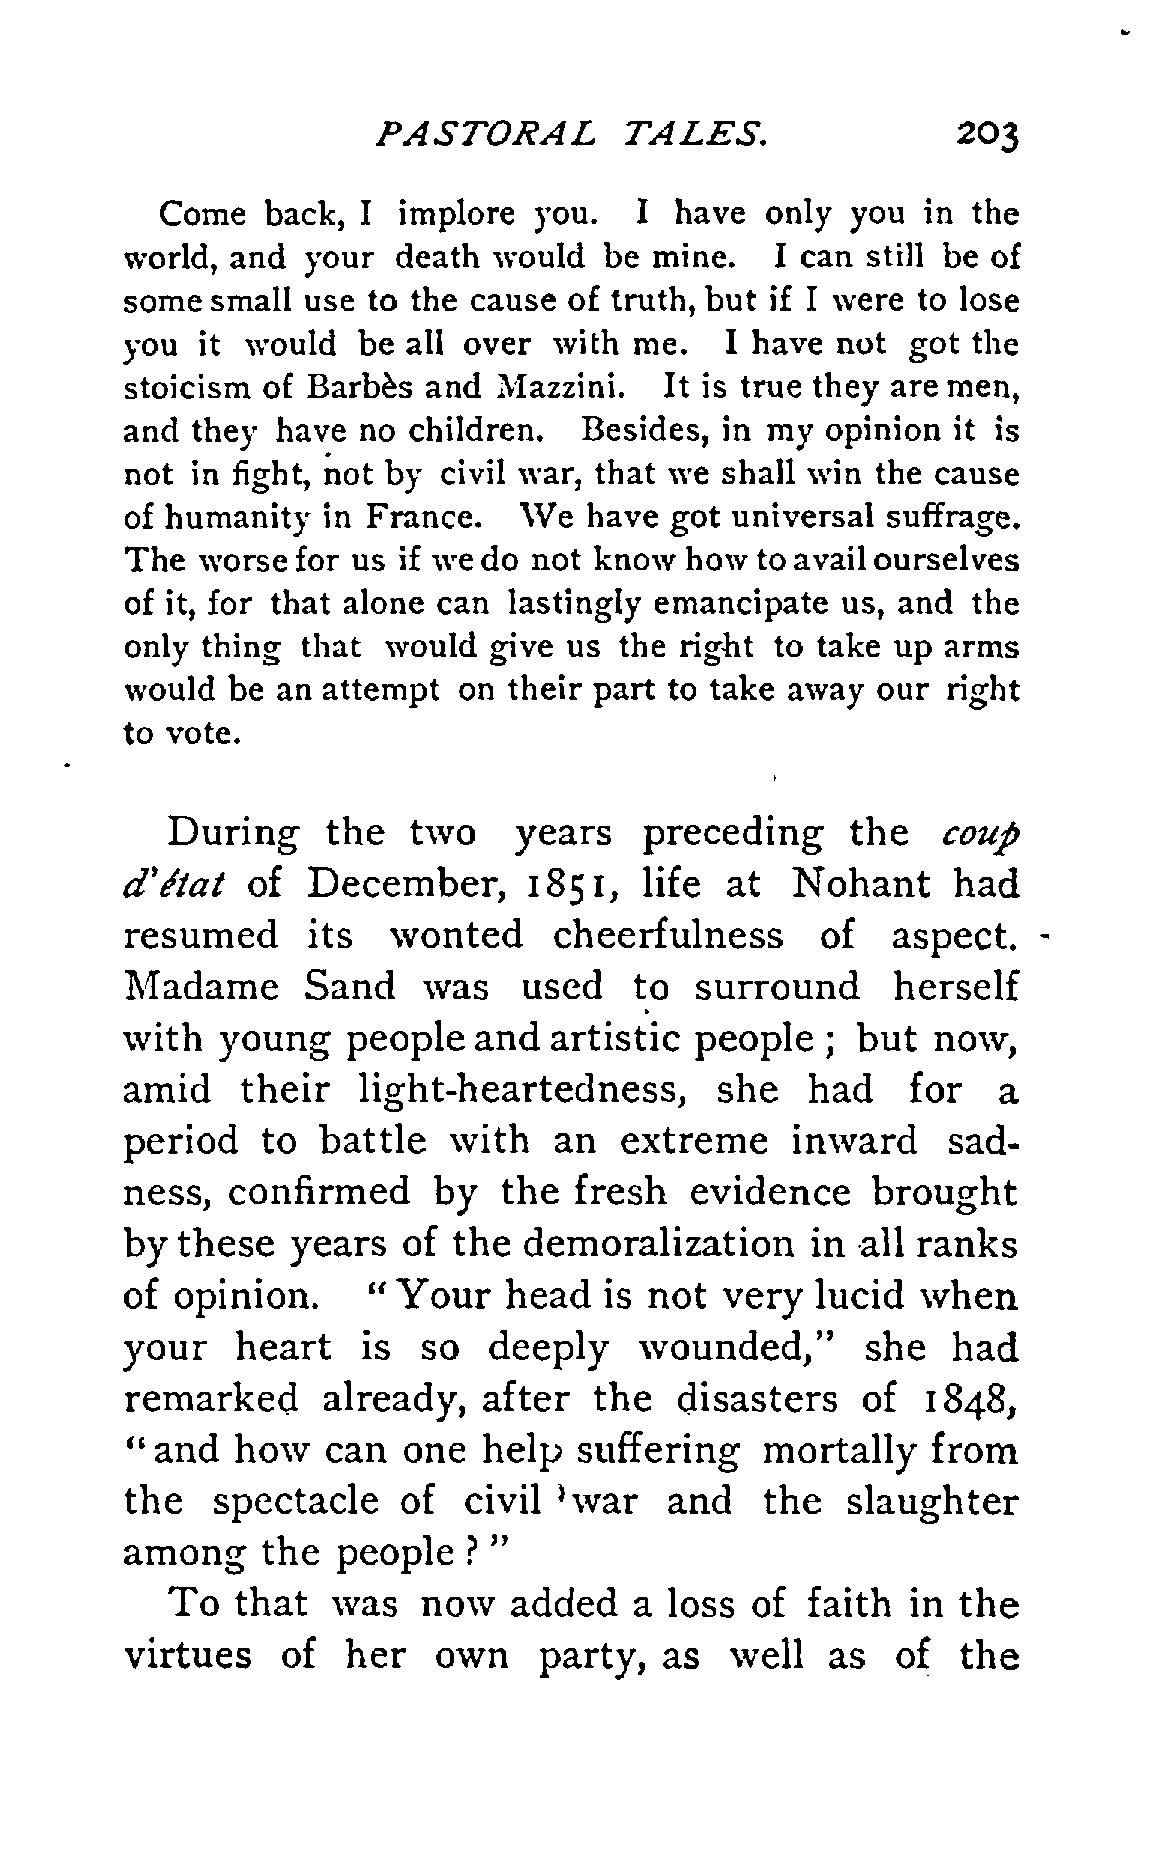 PASTORAL TALES. 203
Come back, I implore you. I have only you in the
world, and your death would be mine. I can still be of
some small use to the cause of truth, but if I were to lose
you it would be all over with me. I have not got the
stoicism of Barbès and Mazzini. It is true they are men,
and they have no children. Besides, in my opinion it is
not in fight, not by civil war, that we shall win the cause
of humanity in France. We have got universal suffrage.
The worse for us if we do not know how to avail ourselves
of it, for that alone can lastingly emancipate us, and the
only thing that would give us the right to take up arms
would be an attempt on their part to take away our right
to vote.
During the two years preceding the coup
d'état of December, 1851, life at Nohant had
resumed its wonted cheerfulness of aspect.
Madame Sand was used to surround herself
with young people and artistic people ; but now,
amid their light-heartedness, she had for a
period to battle with an extreme inward sad-
ness, confirmed by the fresh evidence brought
by these years of the demoralization in all ranks
of opinion. " Your head is not very lucid when
your heart is so deeply wounded," she had
remarked already, after the disasters of 1848,
" and how can one help suffering mortally from
the spectacle of civil war and the slaughter
among the people ? "
To that was now added a loss of faith in the
virtues of her own party, as well as of the